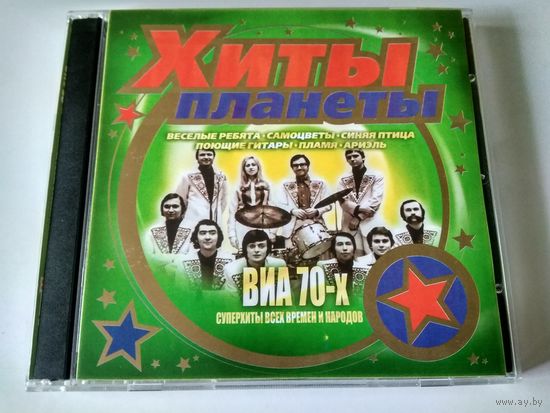 Хиты
планеты
ВЕСЕЛЫЕ РЕБЯТА • САМОЦВЕТЫ • СИНЯЯ ПТИЦА
ПОЮЩИЕ ГИТАРЫ • ПЛАМЯ • АРИЭЛЬ
ВИА 70-х
СУПЕРХИТЫ ВСЕХ ВРЕМЕН И НАРОДОВ
www.ay.by